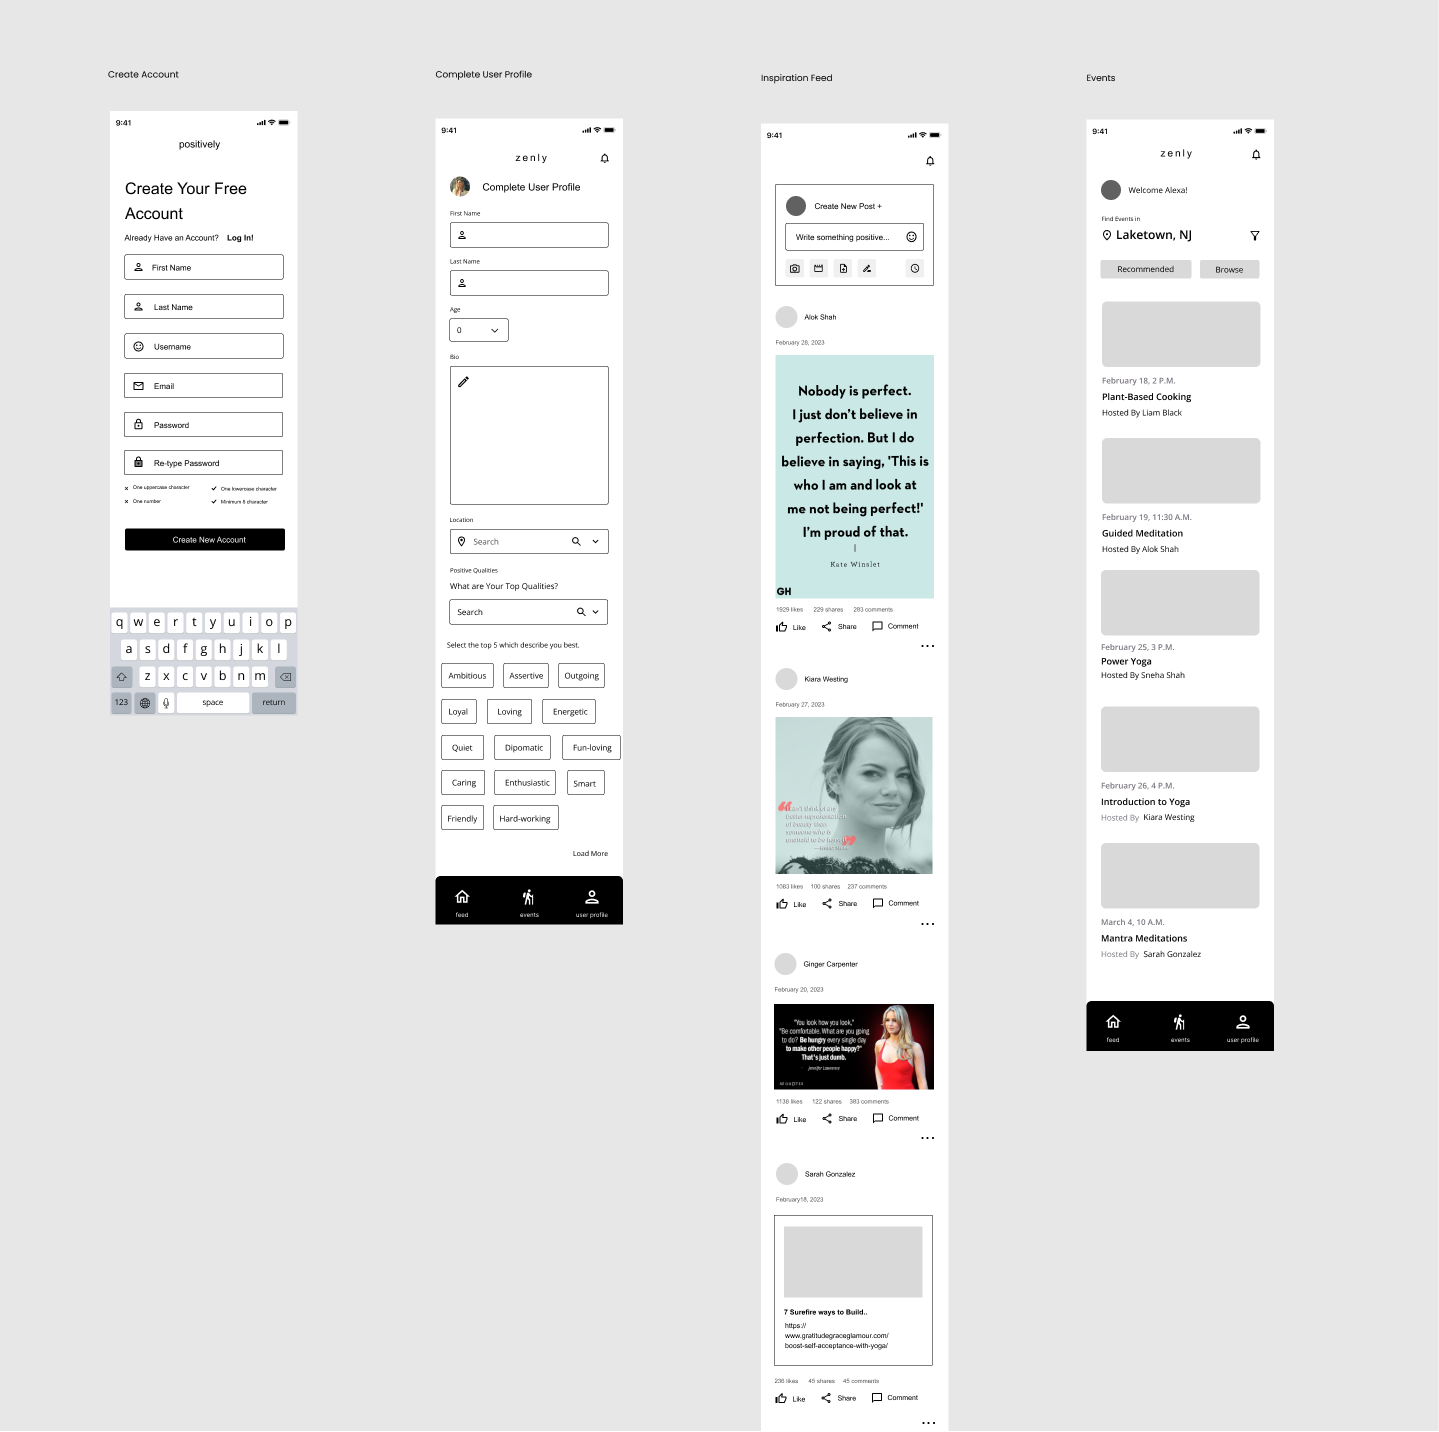 Create Account
9:41
positively
Create Your Free
Account
Already Have an Account? Log In!
First Name
Last Name
Username
Email
Password
Re-type Password
One uppercase character
One lowercase character
One number
Minimum 8 character
Create New Account
q w e r t y u i o p
a s d f g h j k l
z x c v b n m
123 space return
Complete User Profile
9:41
zenly
Complete User Profile
First Name
Last Name
Age
0
Bio
Location
Search
Positive Qualities
What are Your Top Qualities?
Search
Select the top 5 which describe you best.
Ambitious Assertive Outgoing
Loyal Loving Energetic
Quiet Dipomatic Fun-loving
Caring Enthusiastic Smart
Friendly Hard-working
Load More
feed events user profile
Inspiration Feed
9:41
Create New Post +
Write something positive...
Alok Shah
February 28, 2023
Nobody is perfect.
I just don't believe in
perfection. But I do
believe in saying, 'This is
who I am and look at
me not being perfect!'
I'm proud of that.
Kate Winslet
GH
1929 likes 229 shares 283 comments
Like Share Comment
Kiara Westing
February 27, 2023
better representation
of beauty than
someone who is
unafraid to be herself
1083 likes 100 shares 237 comments
Like Share Comment
Ginger Carpenter
February 20, 2023
"You look how you look,"
"Be comfortable. What are you going
to do? Be hungry every single day
to make other people happy?"
That's just dumb.
Jennifer Lawrence
1138 likes 122 shares 383 comments
Like Share Comment
Sarah Gonzalez
February18, 2023
7 Surefire ways to Build..
https://
www.gratitudegraceglamour.com/
boost-self-acceptance-with-yoga/
236 likes 45 shares 45 comments
Like Share Comment
Events
9:41
zenly
Welcome Alexa!
Find Events in
Laketown, NJ
Recommended Browse
February 18, 2 P.M.
Plant-Based Cooking
Hosted By Liam Black
February 19, 11:30 A.M.
Guided Meditation
Hosted By Alok Shah
February 25, 3 P.M.
Power Yoga
Hosted By Sneha Shah
February 26, 4 P.M.
Introduction to Yoga
Hosted By Kiara Westing
March 4, 10 A.M.
Mantra Meditations
Hosted By Sarah Gonzalez
feed events user profile